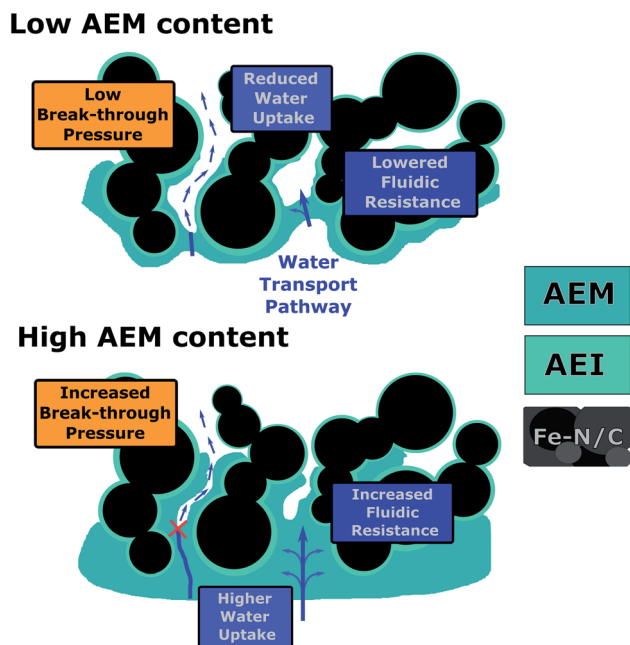 Low AEM content
Low
Break-through
Pressure
Reduced
Water
Uptake
Lowered
Fluidic
Resistance
Water
Transport
Pathway
AEM
AEI
Fe-N/C
High AEM content
Increased
Break-through
Pressure
Increased
Fluidic
Resistance
Higher
Water
Uptake